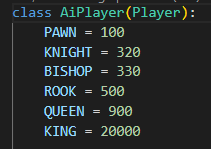 class AiPlayer(Player):
    PAWN = 100
    KNIGHT = 320
    BISHOP = 330
    ROOK = 500
    QUEEN = 900
    KING = 20000